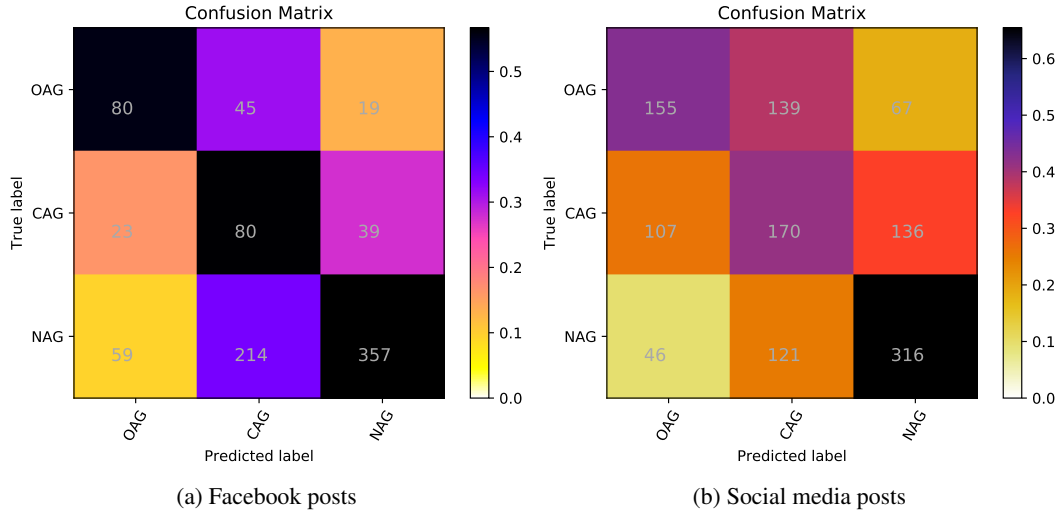 Confusion Matrix
OAG
CAG
NAG
True label
80 45 19
23 80 39
59 214 357
OAG CAG NAG
Predicted label
0.5
0.4
0.3
0.2
0.1
0.0
(a) Facebook posts
Confusion Matrix
OAG
CAG
NAG
True label
155 139 67
107 170 136
46 121 316
OAG CAG NAG
Predicted label
0.6
0.5
0.4
0.3
0.2
0.1
0.0
(b) Social media posts